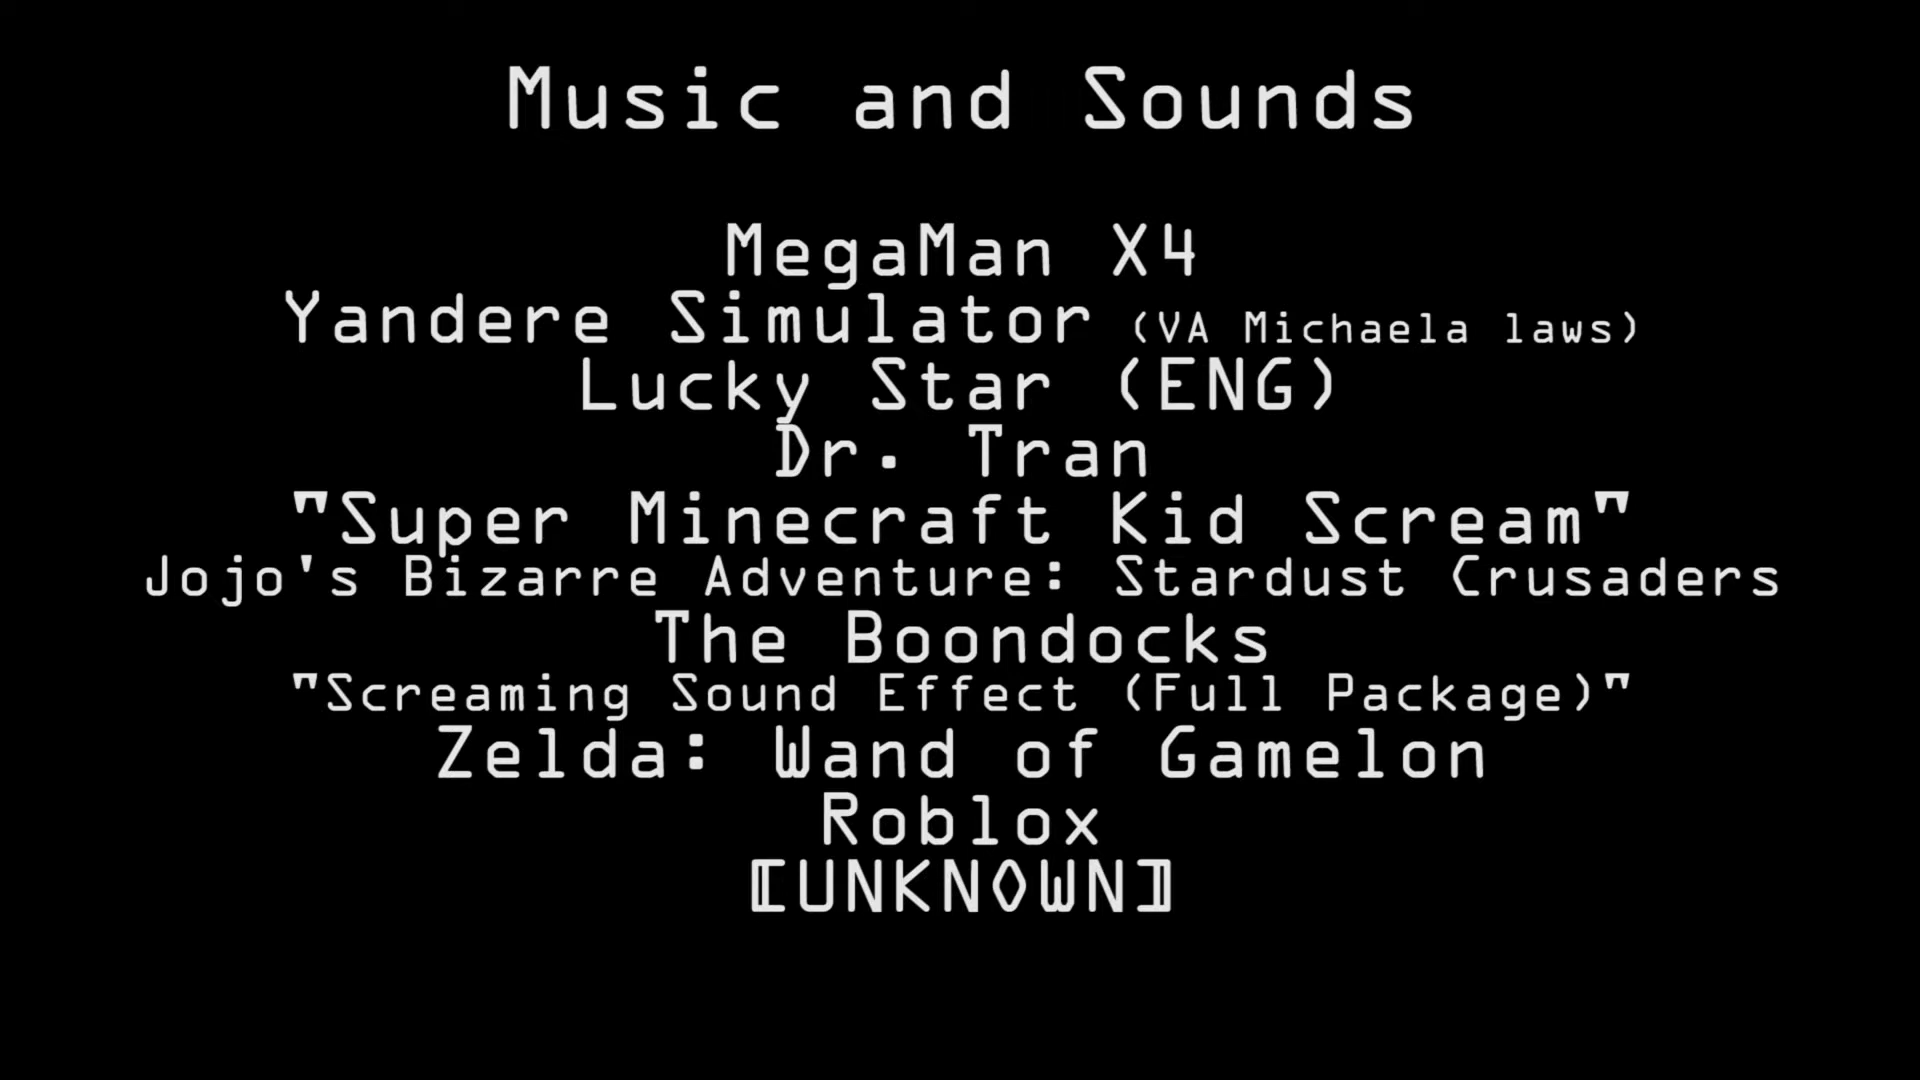 Music and Sounds
MegaMan X4
Yandere Simulator (VA Michaela laws)
Lucky Star (ENG)
Dr. Tran
"Super Minecraft Kid Scream"
Jojo's Bizarre Adventure: Stardust Crusaders
The Boondocks
"Screaming Sound Effect (Full Package)"
Zelda: Wand of Gamelon
Roblox
[UNKNOWN]